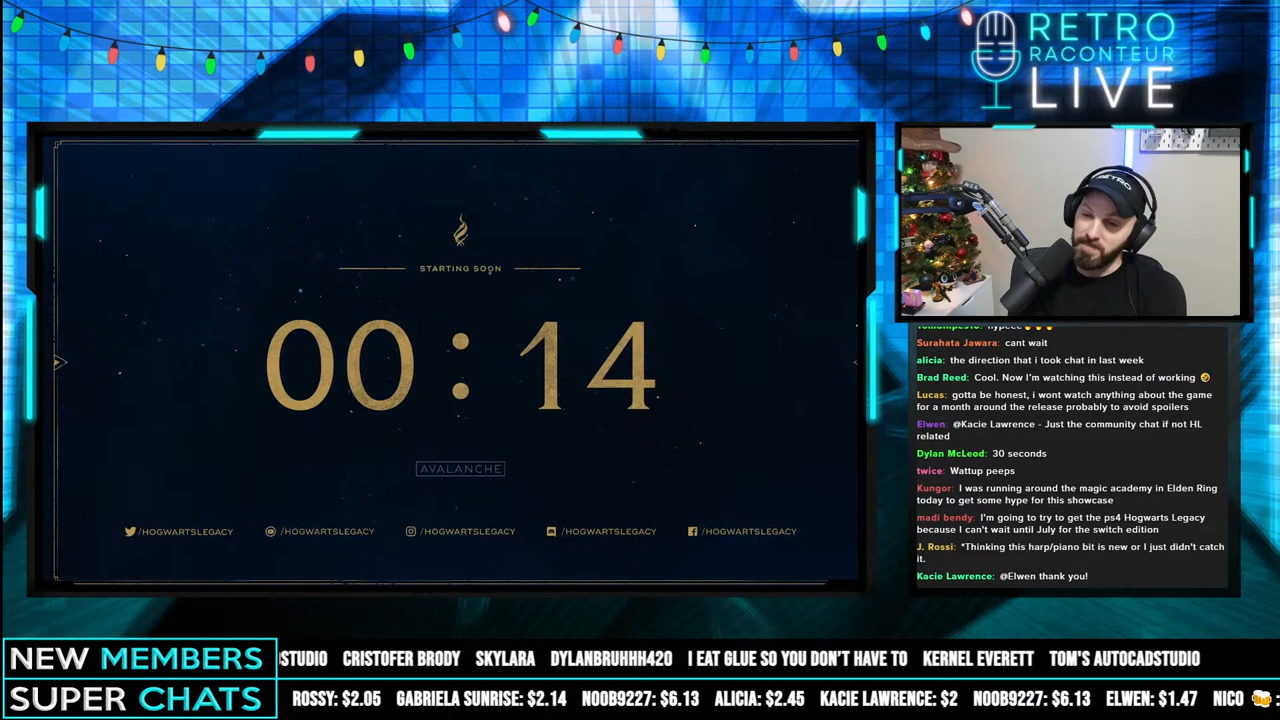 RETRO
RACONTEUR
LIVE
STARTING SOON
00:14
AVALANCHE
/HOGWARTSLEGACY /HOGWARTSLEGACY /HOGWARTSLEGACY /HOGWARTSLEGACY /HOGWARTSLEGACY
RETRO
Surahata Jawara: cant wait
alicia: the direction that i took chat in last week
Brad Reed: Cool. Now I'm watching this instead of working 🤣
Lucas: gotta be honest, i wont watch anything about the game
for a month around the release probably to avoid spoilers
Elwen: @Kacie Lawrence - Just the community chat if not HL
related
Dylan McLeod: 30 seconds
twice: Wattup peeps
Kungor: I was running around the magic academy in Elden Ring
today to get some hype for this showcase
madi bendy: I'm going to try to get the ps4 Hogwarts Legacy
because I can't wait until July for the switch edition
J. Rossi: *Thinking this harp/piano bit is new or I just didn't catch
it.
Kacie Lawrence: @Elwen thank you!
NEW MEMBERS
DSTUDIO CRISTOFER BRODY SKYLARA DYLANBRUHHH420 I EAT GLUE SO YOU DON'T HAVE TO KERNEL EVERETT TOM'S AUTOCADSTUDIO
SUPER CHATS
ROSSY: $2.05 GABRIELA SUNRISE: $2.14 N00B9227: $6.13 ALICIA: $2.45 KACIE LAWRENCE: $2 N00B9227: $6.13 ELWEN: $1.47 NICO 🍻 :